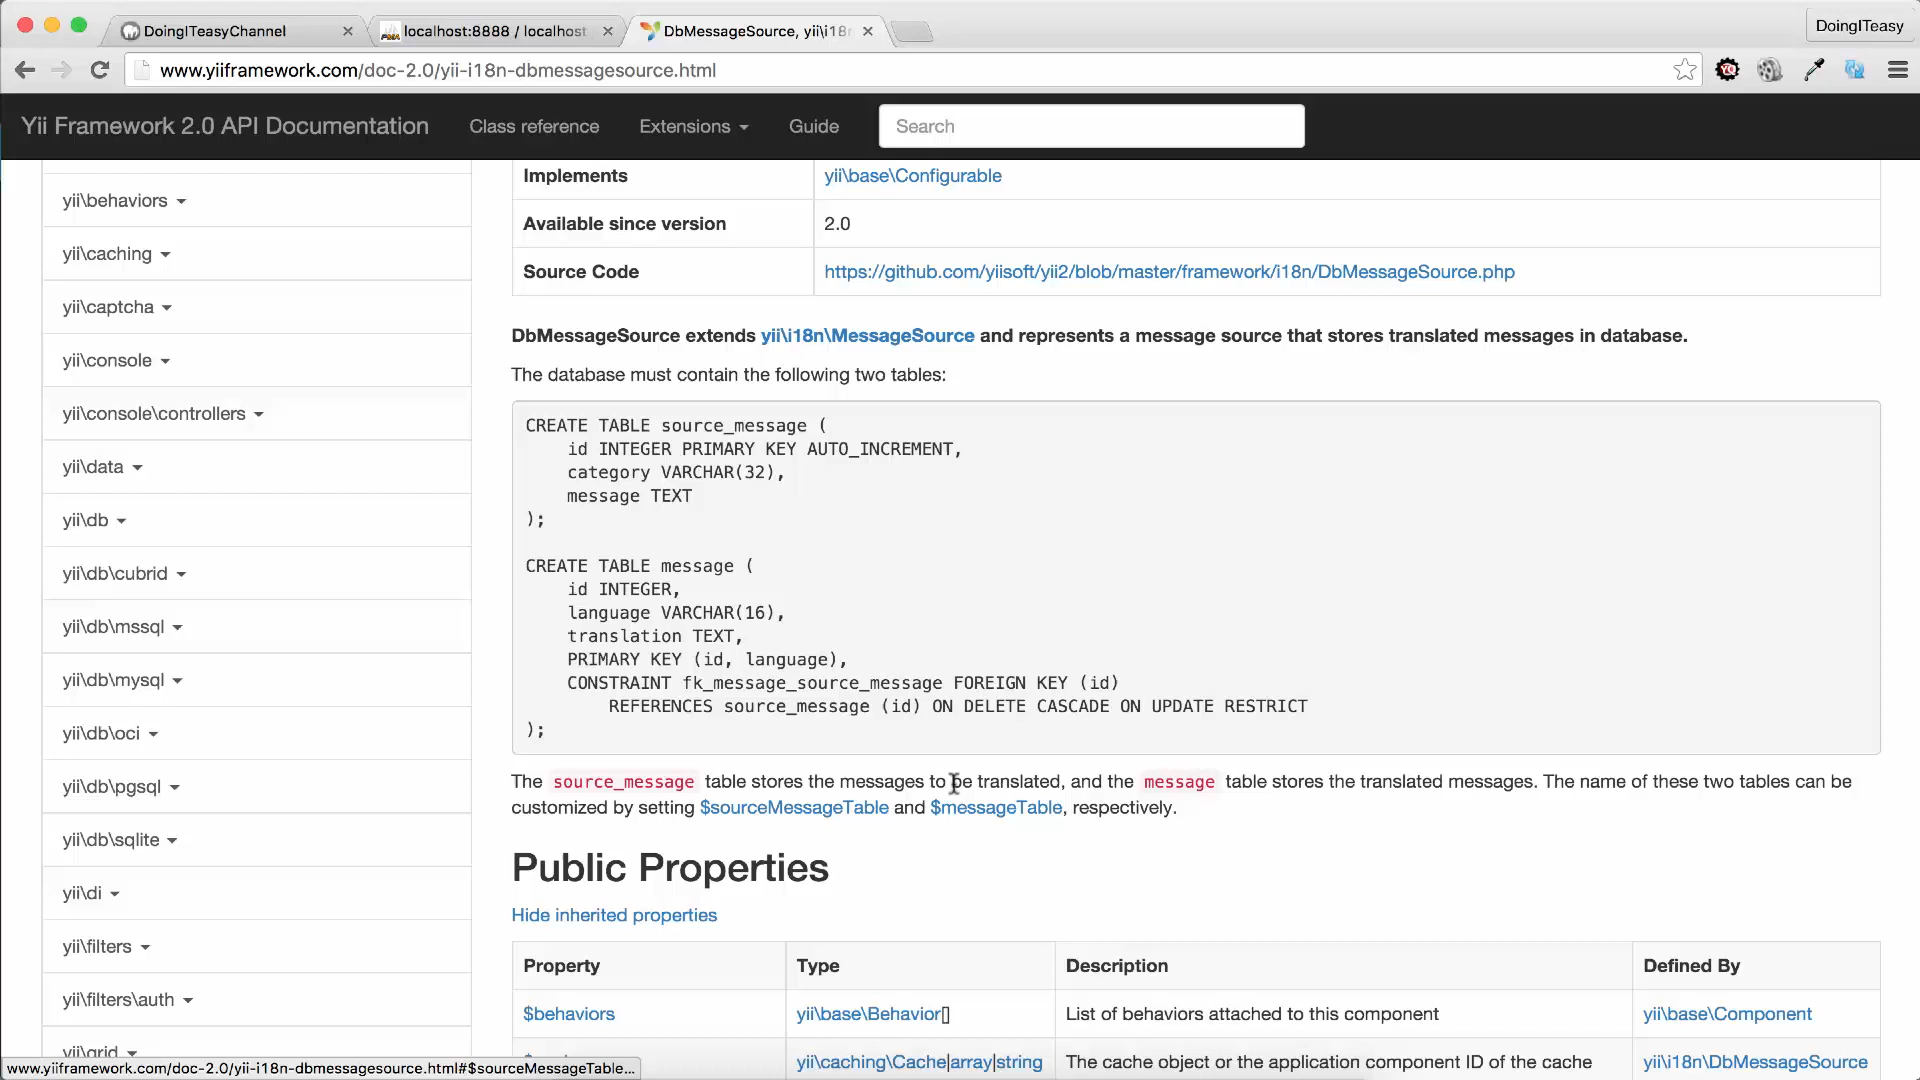 DoingITeasyChannel
localhost:8888 / localhost
DbMessageSource, yii\i18n
DoingITeasy
www.yiiframework.com/doc-2.0/yii-i18n-dbmessagesource.html
Yii Framework 2.0 API Documentation
Class reference
Extensions
Guide
Search
yii\behaviors
yii\caching
yii\captcha
yii\console
yii\console\controllers
yii\data
yii\db
yii\db\cubrid
yii\db\mssql
yii\db\mysql
yii\db\oci
yii\db\pgsql
yii\db\sqlite
yii\di
yii\filters
yii\filters\auth
yii\grid
Implements yii\base\Configurable
Available since version 2.0
Source Code https://github.com/yiisoft/yii2/blob/master/framework/i18n/DbMessageSource.php
DbMessageSource extends yii\i18n\MessageSource and represents a message source that stores translated messages in database.
The database must contain the following two tables:
CREATE TABLE source_message (
id INTEGER PRIMARY KEY AUTO_INCREMENT,
category VARCHAR(32),
message TEXT
);
CREATE TABLE message (
id INTEGER,
language VARCHAR(16),
translation TEXT,
PRIMARY KEY (id, language),
CONSTRAINT fk_message_source_message FOREIGN KEY (id)
REFERENCES source_message (id) ON DELETE CASCADE ON UPDATE RESTRICT
);
The source_message table stores the messages to be translated, and the message table stores the translated messages. The name of these two tables can be
customized by setting $sourceMessageTable and $messageTable, respectively.
Public Properties
Hide inherited properties
Property Type Description Defined By
$behaviors yii\base\Behavior[] List of behaviors attached to this component yii\base\Component
yii\caching\Cache|array|string The cache object or the application component ID of the cache yii\i18n\DbMessageSource
www.yiiframework.com/doc-2.0/yii-i18n-dbmessagesource.html#$sourceMessageTable...